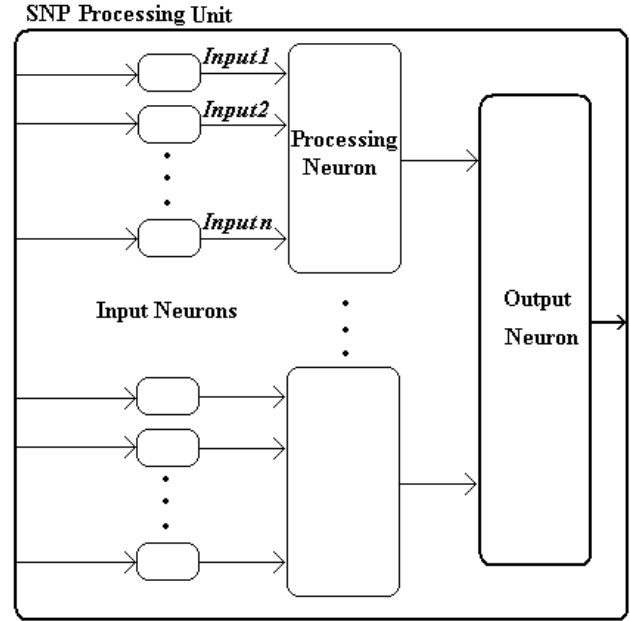 SNP Processing Unit
Input1
Input2
Processing
Neuron
Inputn
Input Neurons
Output
Neuron